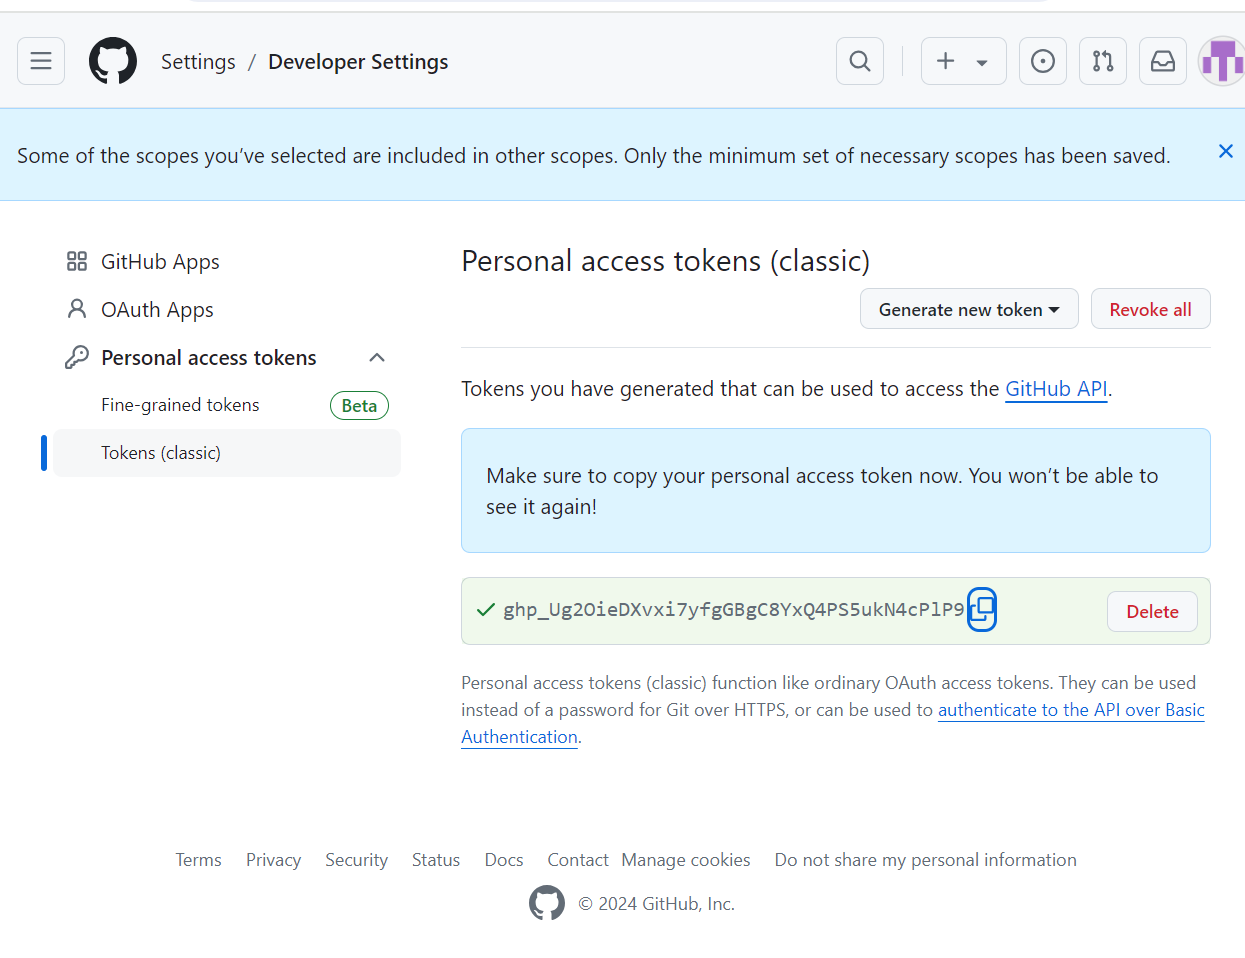 Settings / Developer Settings
Some of the scopes you've selected are included in other scopes. Only the minimum set of necessary scopes has been saved.
GitHub Apps
OAuth Apps
Personal access tokens
Fine-grained tokens Beta
Tokens (classic)
Personal access tokens (classic)
Generate new token Revoke all
Tokens you have generated that can be used to access the GitHub API.
Make sure to copy your personal access token now. You won't be able to
see it again!
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 Delete
Personal access tokens (classic) function like ordinary OAuth access tokens. They can be used
instead of a password for Git over HTTPS, or can be used to authenticate to the API over Basic
Authentication.
Terms Privacy Security Status Docs Contact Manage cookies Do not share my personal information
© 2024 GitHub, Inc.